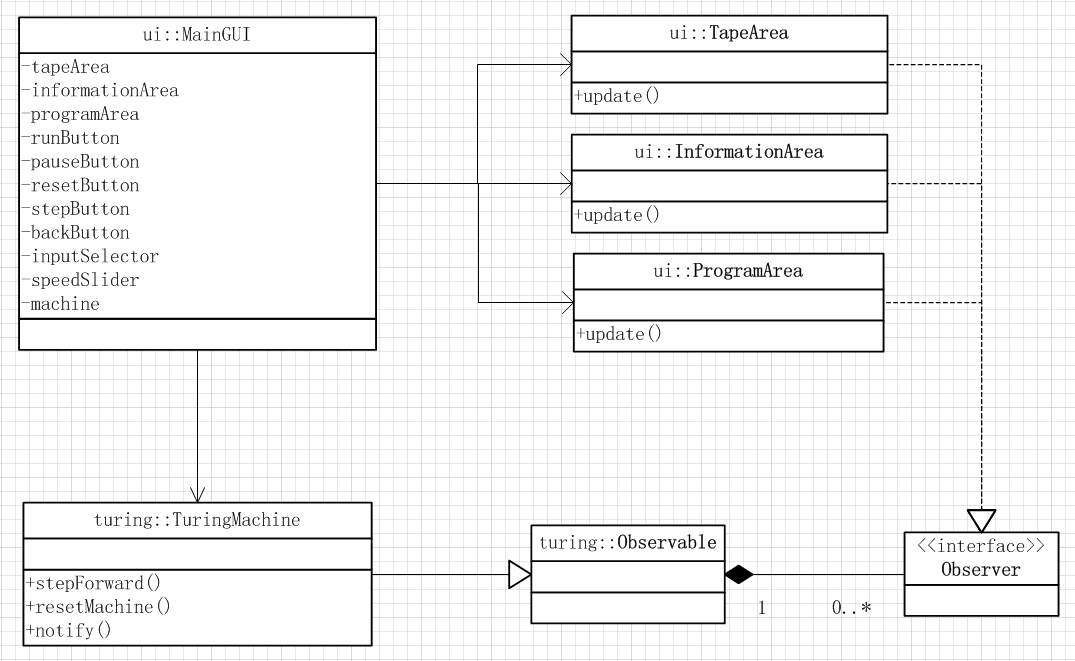 ui::MainGUI
-tapeArea
-informationArea
-programArea
-runButton
-pauseButton
-resetButton
-stepButton
-backButton
-inputSelector
-speedSlider
-machine
ui::TapeArea
+update()
ui::InformationArea
+update()
ui::ProgramArea
+update()
turing::TuringMachine
+stepForward()
+resetMachine()
+notify()
turing::Observable
1
0..*
<<interface>>
Observer